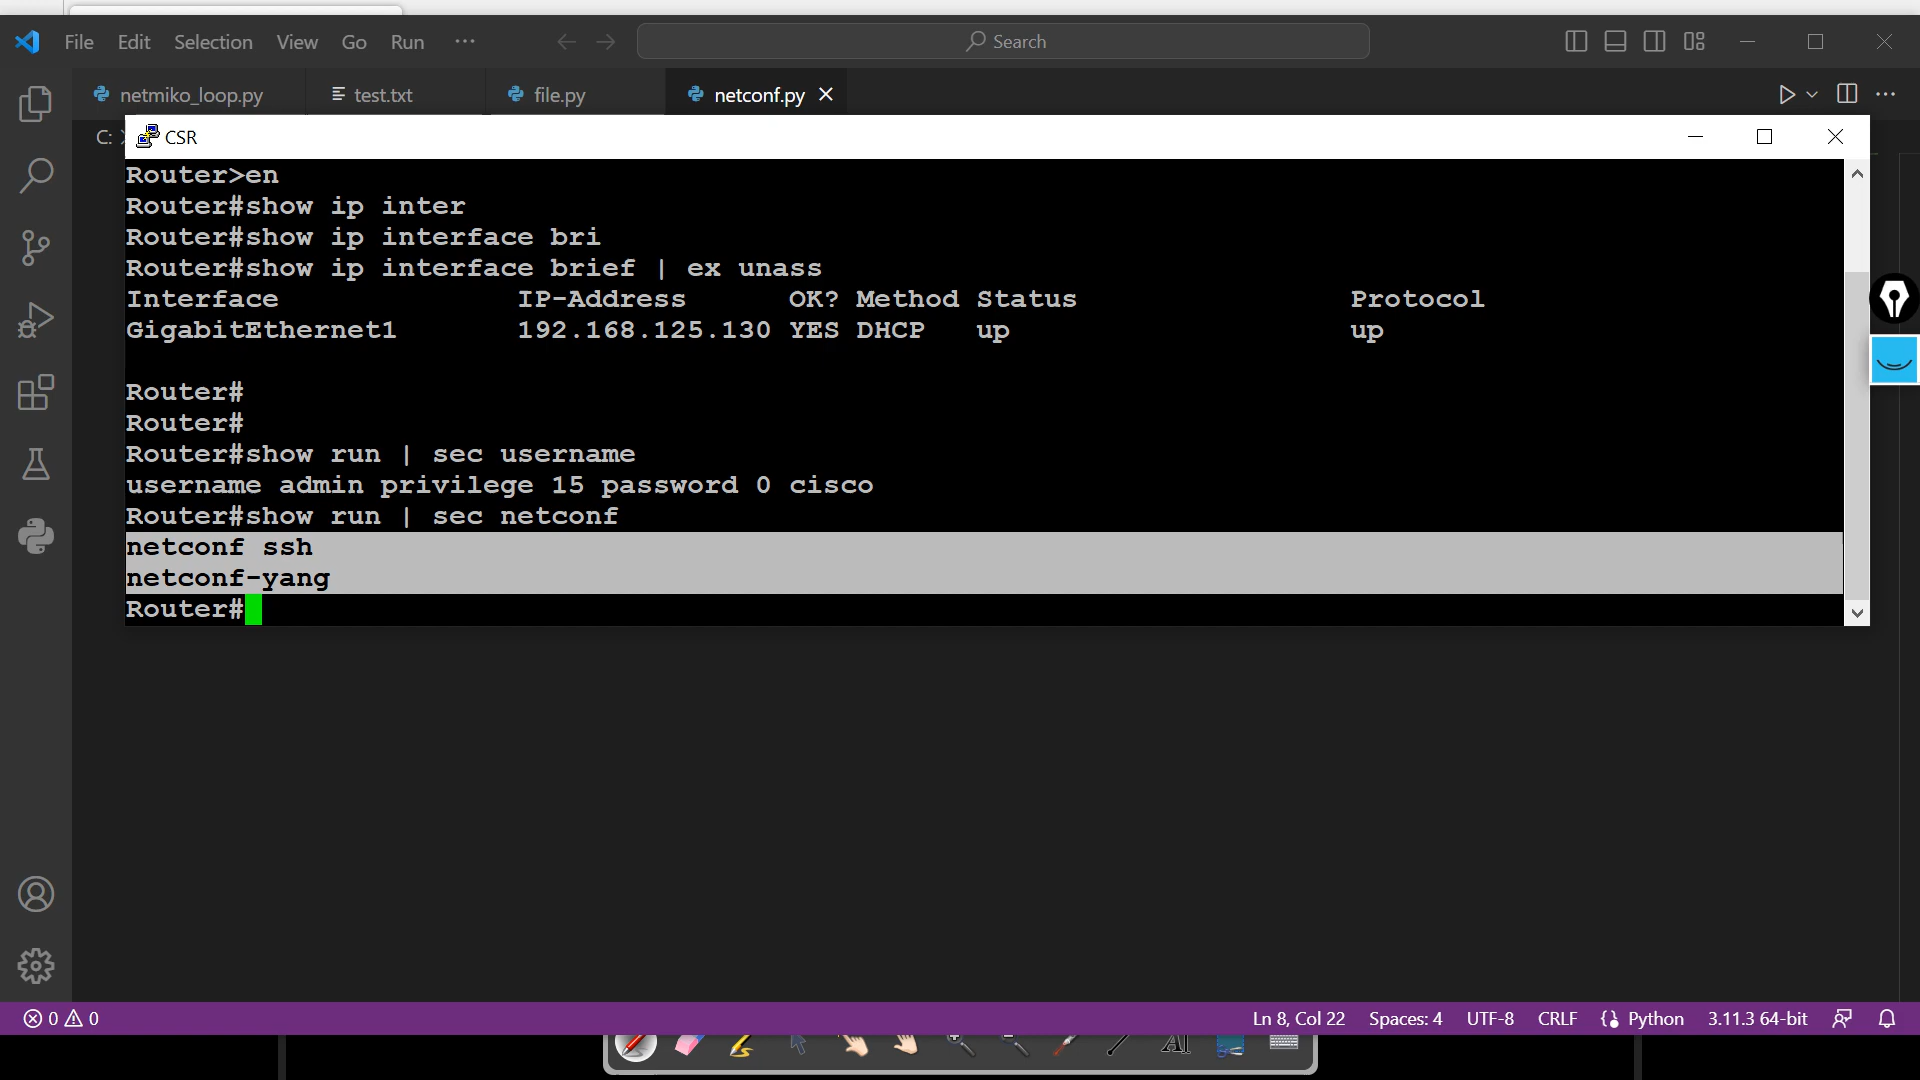 File Edit Selection View Go Run ··· Search
netmiko_loop.py test.txt file.py netconf.py
C: CSR
Router>en
Router#show ip inter
Router#show ip interface bri
Router#show ip interface brief | ex unass
Interface IP-Address OK? Method Status Protocol
GigabitEthernet1 192.168.125.130 YES DHCP up up
Router#
Router#
Router#show run | sec username
username admin privilege 15 password 0 cisco
Router#show run | sec netconf
netconf ssh
netconf-yang
Router#
0 0 Ln 8, Col 22 Spaces: 4 UTF-8 CRLF Python 3.11.3 64-bit
AI